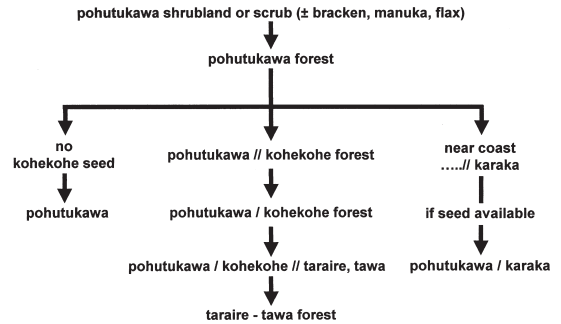 pohutukawa shrubland or scrub (± bracken, manuka, flax)
pohutukawa forest
no
kohekohe seed
pohutukawa
pohutukawa // kohekohe forest
pohutukawa / kohekohe forest
pohutukawa / kohekohe // taraire, tawa
taraire - tawa forest
near coast
.....// karaka
if seed available
pohutukawa / karaka